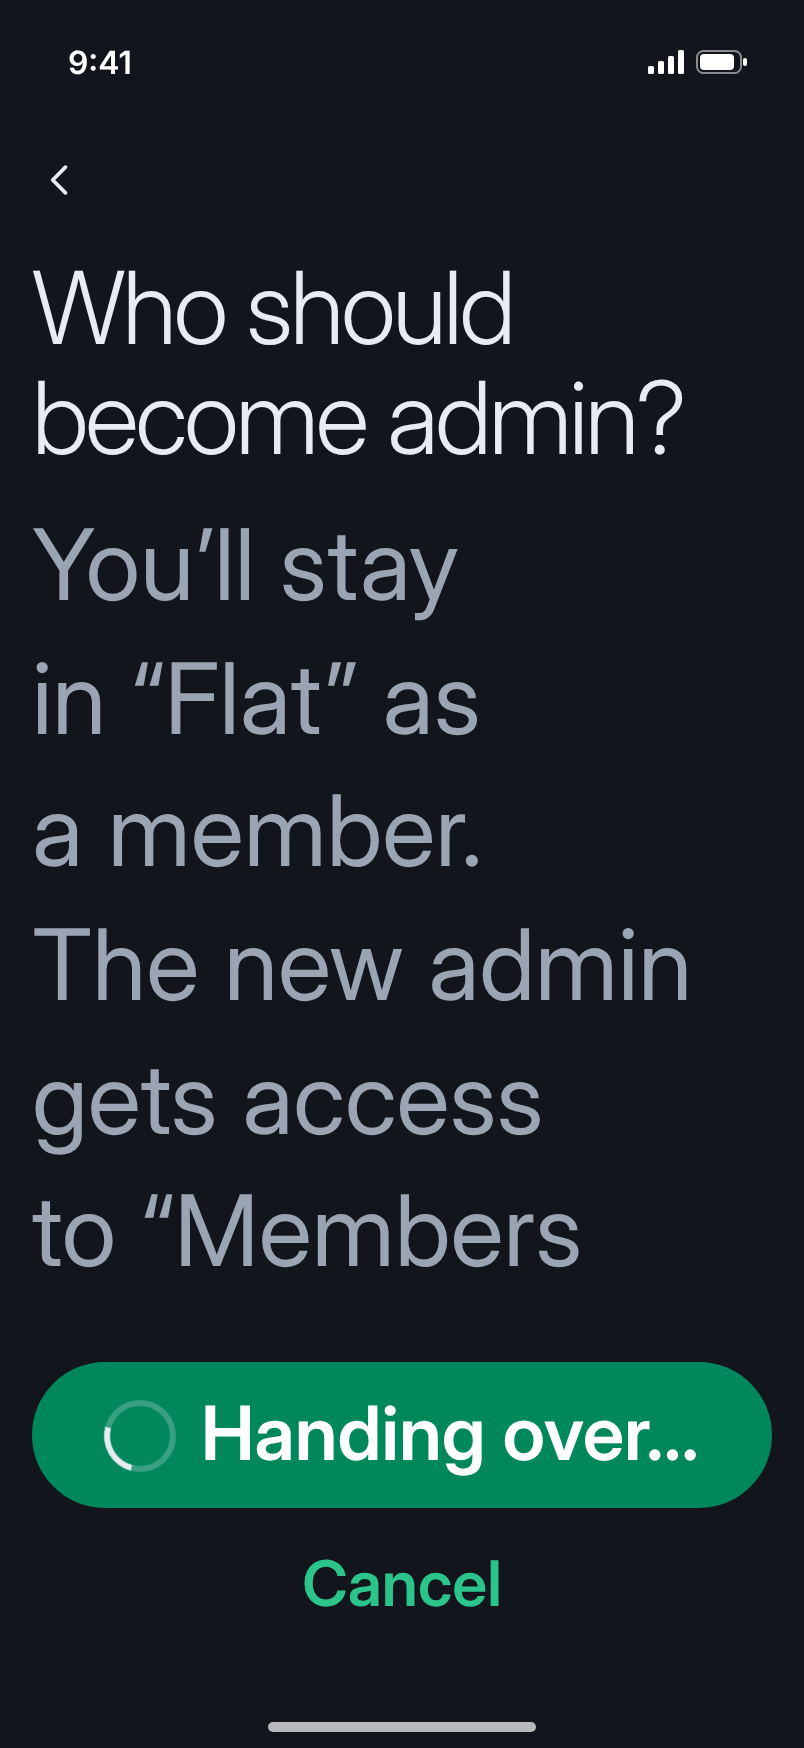 9:41
Who should
become admin?
You’ll stay
in “Flat” as
a member.
The new admin
gets access
to “Members
Handing over…
Cancel